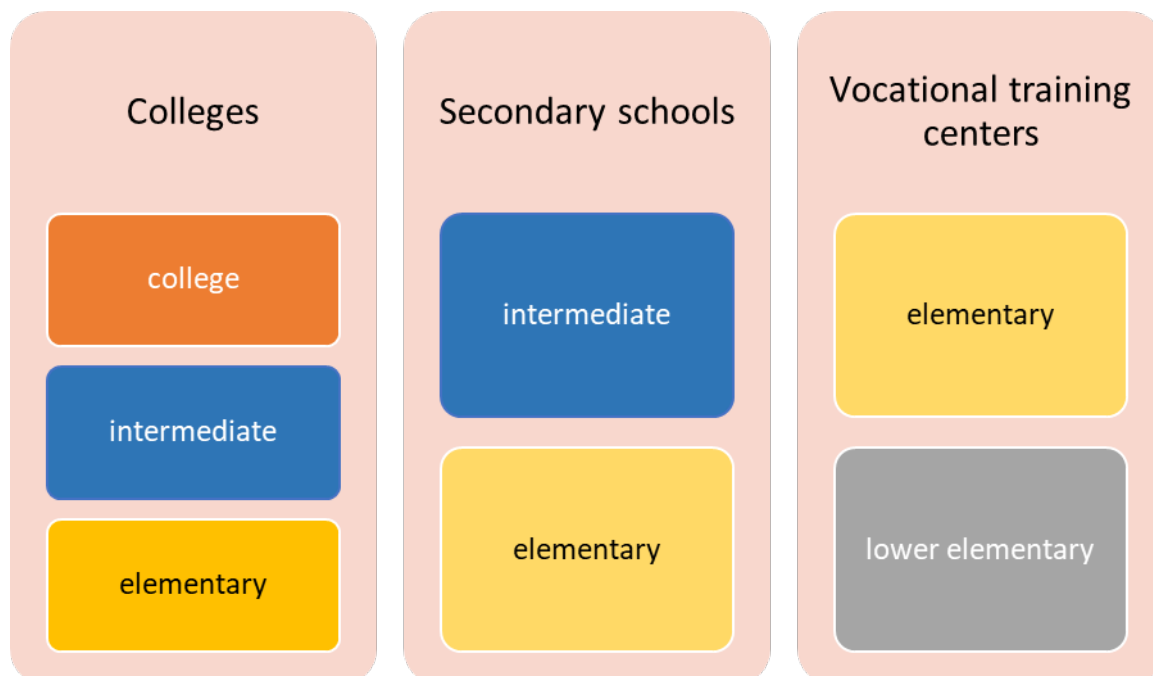 Colleges
college
intermediate
elementary
Secondary schools
intermediate
elementary
Vocational training
centers
elementary
lower elementary